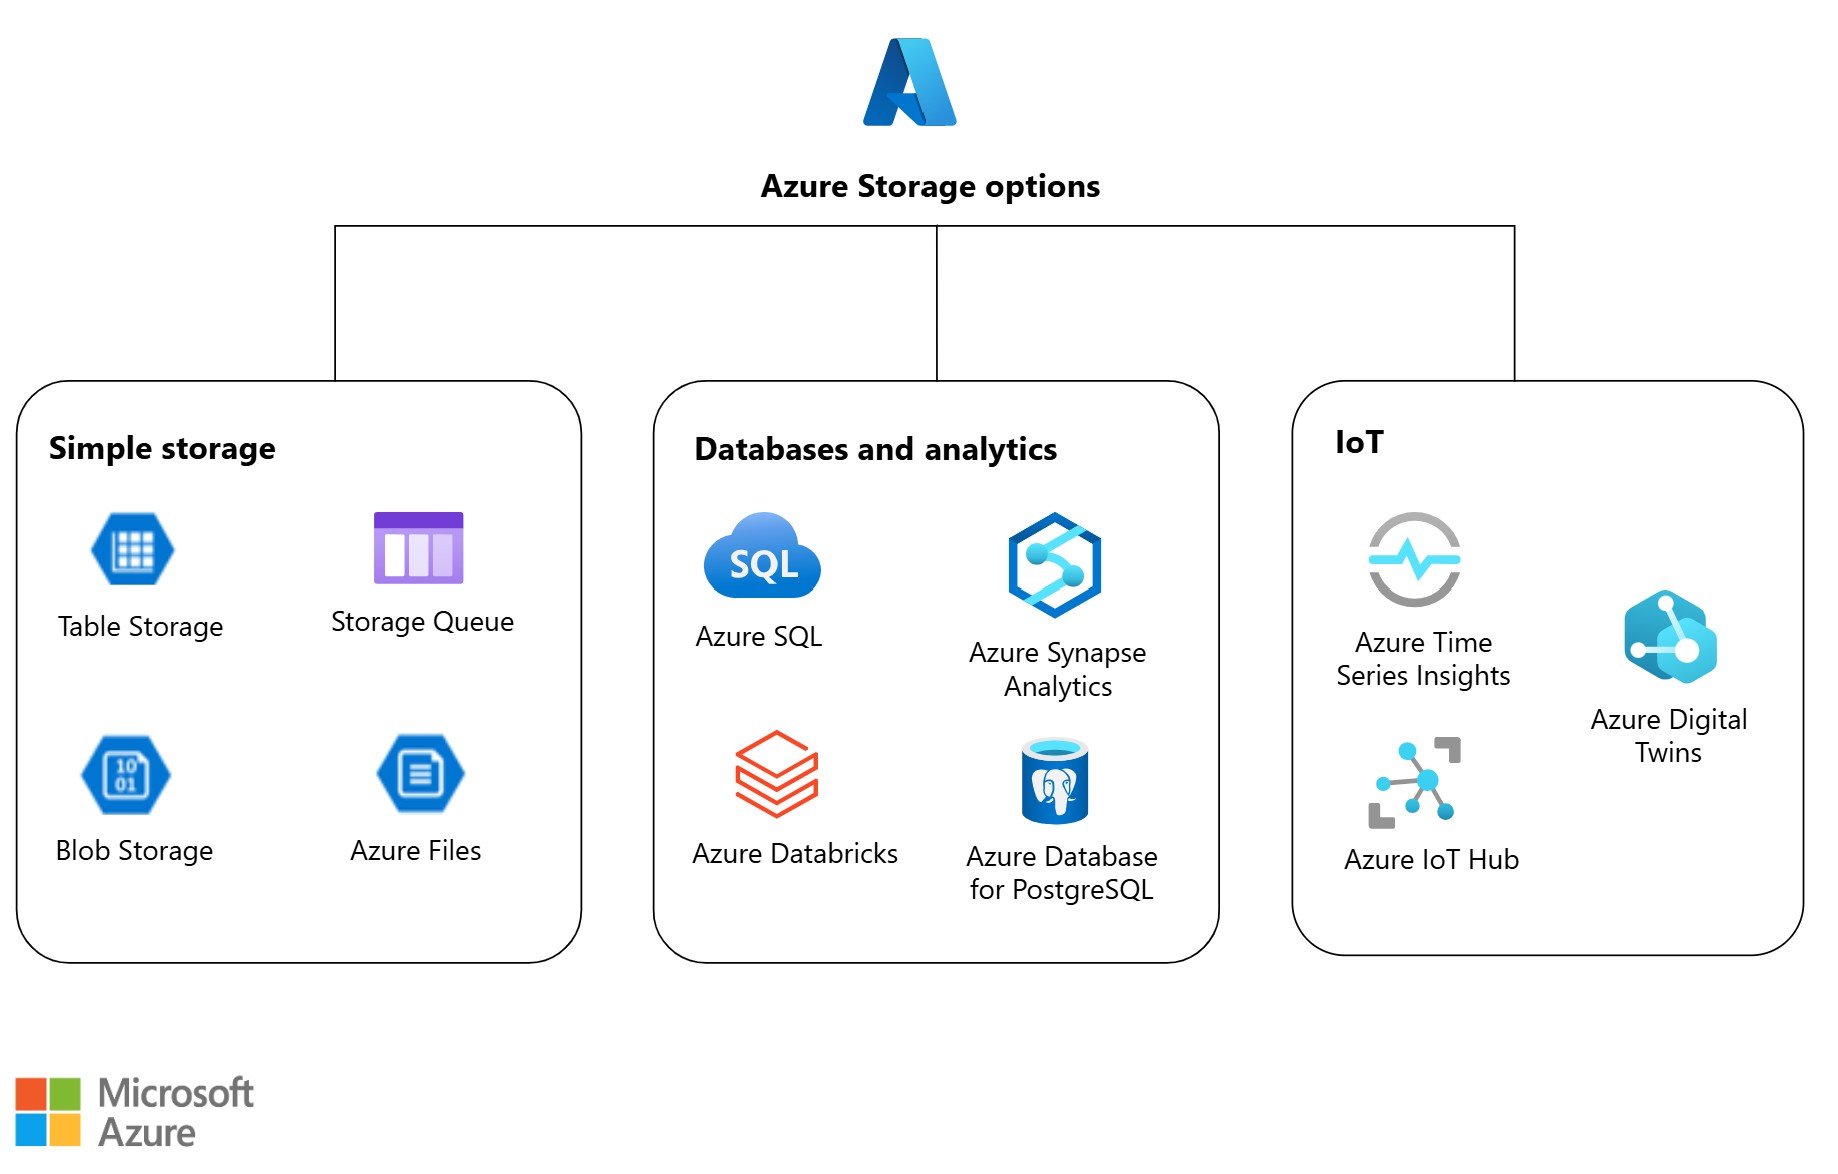 Azure Storage options
Simple storage
Table Storage
Storage Queue
Blob Storage
10
01
Azure Files
Databases and analytics
SQL
Azure SQL
Azure Synapse
Analytics
Azure Databricks
Azure Database
for PostgreSQL
IoT
Azure Time
Series Insights
Azure Digital
Twins
Azure IoT Hub
Microsoft
Azure